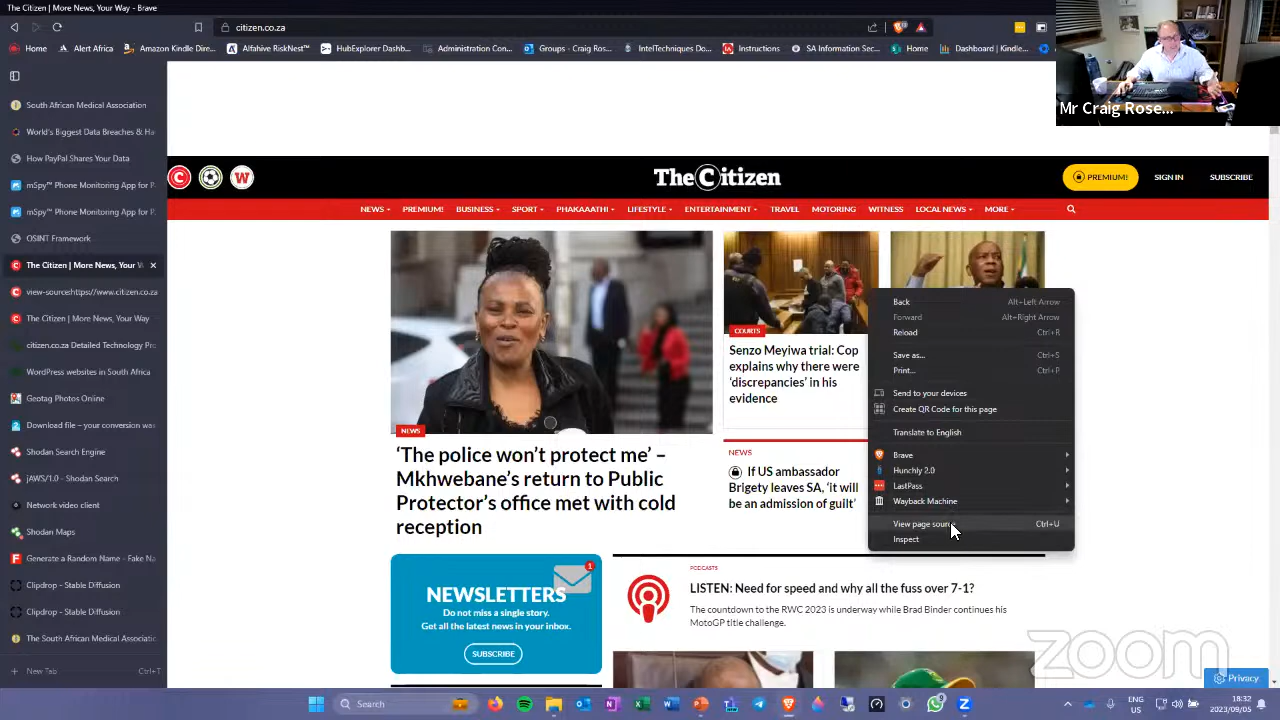 The Citizen | More News, Your Way - Brave
citizen.co.za
Home
Alert Africa
Amazon Kindle Dire...
Alfahive RiskNest™
HubExplorer Dashb...
Administration Con...
Groups - Craig Ros...
IntelTechniques Do...
Instructions
SA Information Sec...
Home
Dashboard | Kindle...
Mr Craig Rose...
South African Medical Association
World's Biggest Data Breaches & Ha
How PayPal Shares Your Data
mSpy™ Phone Monitoring App for P
mSpy™ Phone Monitoring App for P
OSINT Framework
The Citizen | More News, Your W
view-source:https://www.citizen.co.za
The Citizen | More News, Your Way
citizen.co.za Detailed Technology Pro
WordPress websites in South Africa
Geotag Photos Online
Download file – your conversion was
Shodan Search Engine
JAWS/1.0 - Shodan Search
Network video client
Shodan Maps
Generate a Random Name - Fake Na
Clipdrop - Stable Diffusion
Clipdrop - Stable Diffusion
The South African Medical Associatic
New Tab
Ctrl+T
C
W
The Citizen
PREMIUM!
SIGN IN
SUBSCRIBE
NEWS
PREMIUM!
BUSINESS
SPORT
PHAKAAATHI
LIFESTYLE
ENTERTAINMENT
TRAVEL
MOTORING
WITNESS
LOCAL NEWS
MORE
NEWS
‘The police won’t protect me’ –
Mkhwebane’s return to Public
Protector’s office met with cold
reception
COURTS
Senzo Meyiwa trial: Cop
explains why there were
‘discrepancies’ in his
evidence
NEWS
If US ambassador
Brigety leaves SA, ‘it will
be an admission of guilt’
Back Alt+Left Arrow
Forward Alt+Right Arrow
Reload Ctrl+R
Save as... Ctrl+S
Print... Ctrl+P
Send to your devices
Create QR Code for this page
Translate to English
Brave
Hunchly 2.0
LastPass
Wayback Machine
View page source Ctrl+U
Inspect
1
NEWSLETTERS
Do not miss a single story.
Get all the latest news in your inbox.
SUBSCRIBE
PODCASTS
LISTEN: Need for speed and why all the fuss over 7-1?
The countdown to the RWC 2023 is underway while Brad Binder continues his
MotoGP title challenge.
zoom
Privacy
Search
ENG
US
18:32
2023/09/05